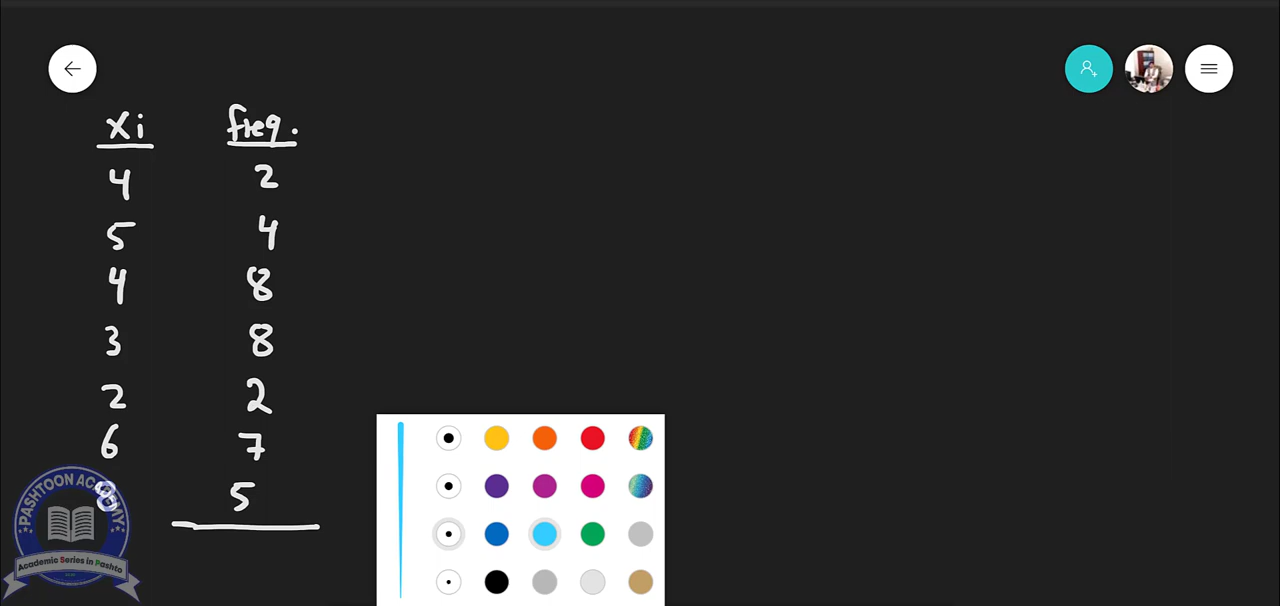 Xi freq.
4 2
5 4
4 8
3 8
2 2
6 7
8 5
PASHTOON ACADEMY
Academic Series in Pashto